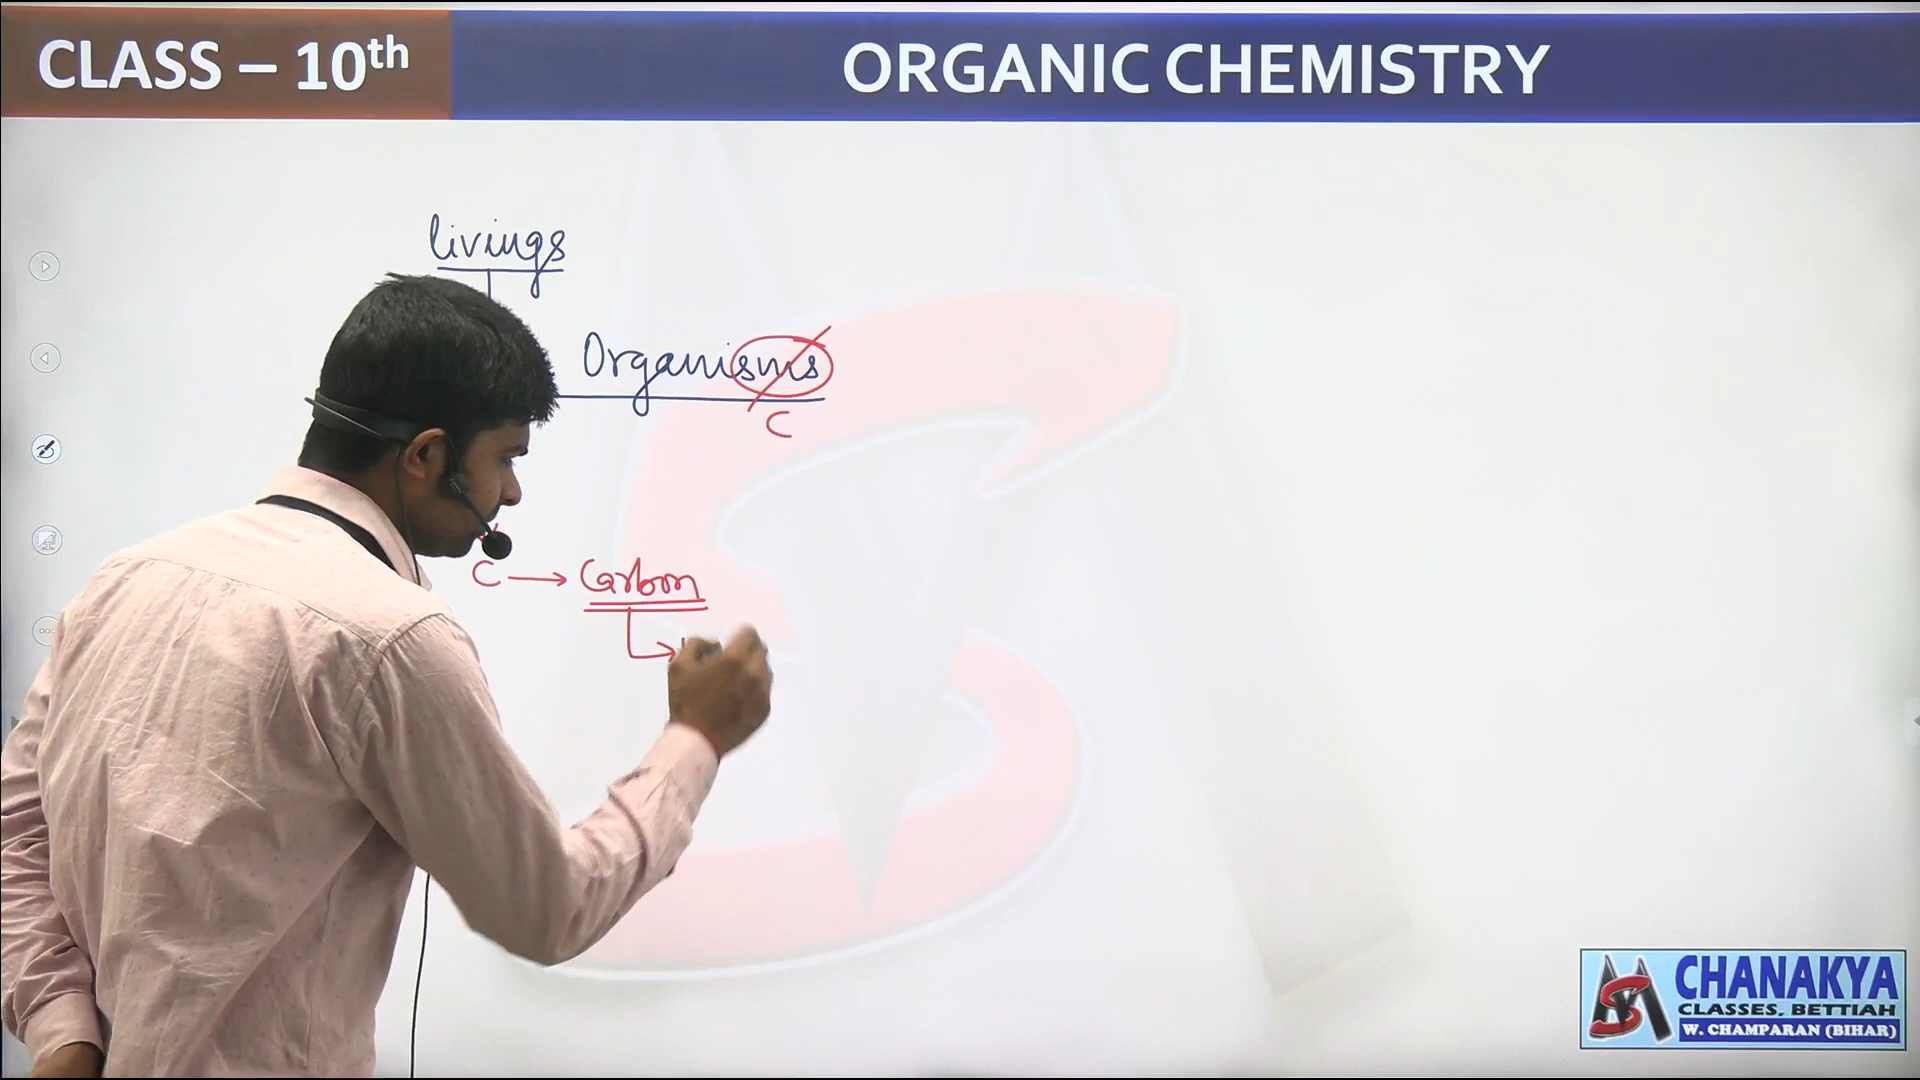 CLASS – 10th
ORGANIC CHEMISTRY
livings
Organisms
C
C → Carbon
CHANAKYA
CLASSES, BETTIAH
W. CHAMPARAN (BIHAR)